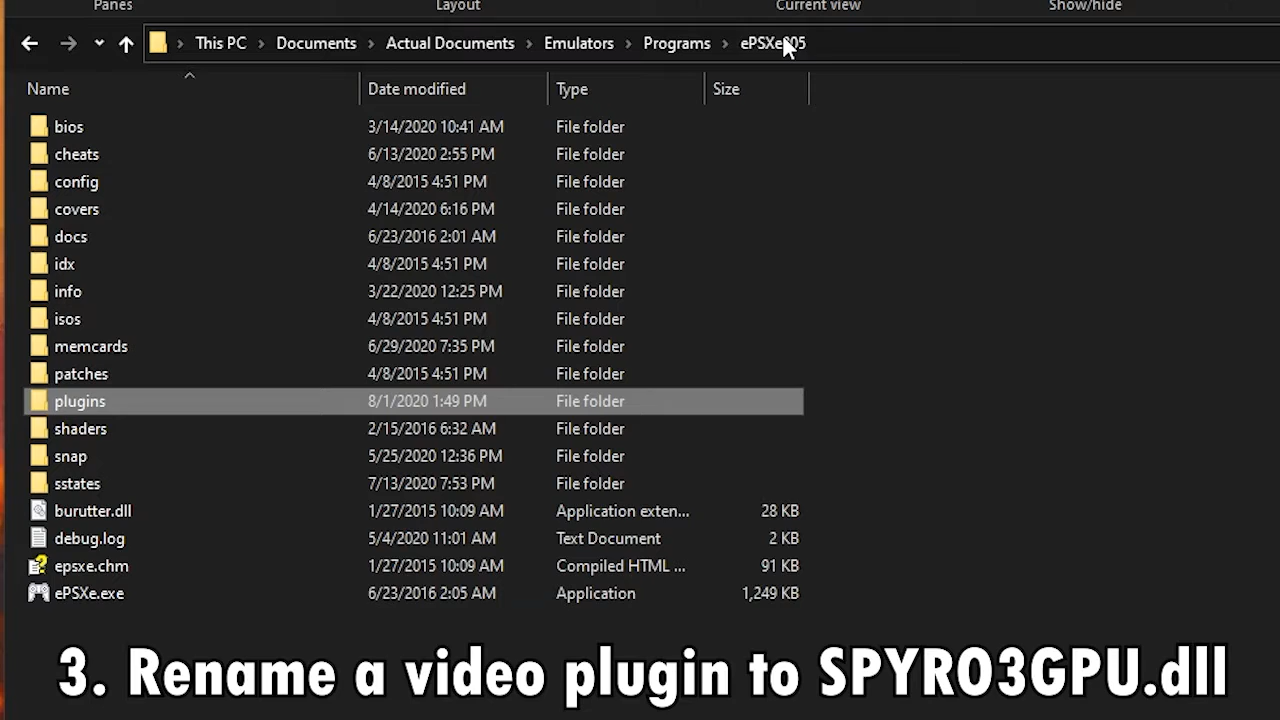 Panes Layout Current view Show/hide
This PC > Documents > Actual Documents > Emulators > Programs > ePSXe205
Name Date modified Type Size
bios 3/14/2020 10:41 AM File folder
cheats 6/13/2020 2:55 PM File folder
config 4/8/2015 4:51 PM File folder
covers 4/14/2020 6:16 PM File folder
docs 6/23/2016 2:01 AM File folder
idx 4/8/2015 4:51 PM File folder
info 3/22/2020 12:25 PM File folder
isos 4/8/2015 4:51 PM File folder
memcards 6/29/2020 7:35 PM File folder
patches 4/8/2015 4:51 PM File folder
plugins 8/1/2020 1:49 PM File folder
shaders 2/15/2016 6:32 AM File folder
snap 5/25/2020 12:36 PM File folder
sstates 7/13/2020 7:53 PM File folder
burutter.dll 1/27/2015 10:09 AM Application exten... 28 KB
debug.log 5/4/2020 11:01 AM Text Document 2 KB
epsxe.chm 1/27/2015 10:09 AM Compiled HTML ... 91 KB
ePSXe.exe 6/23/2016 2:05 AM Application 1,249 KB
3. Rename a video plugin to SPYRO3GPU.dll